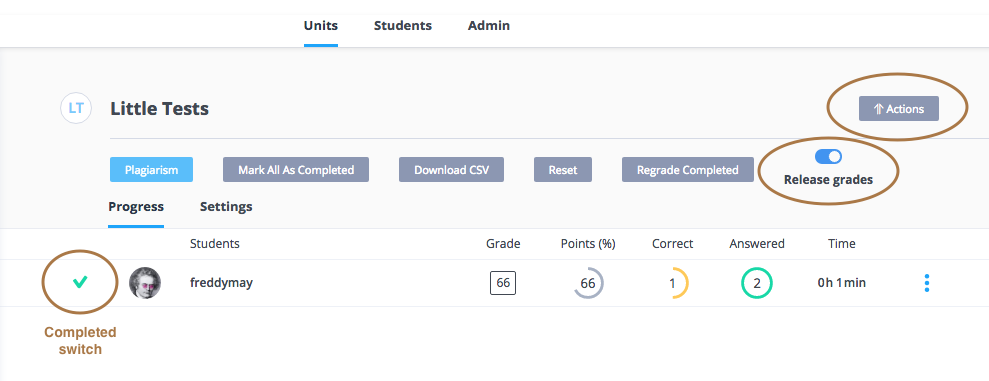 Units Students Admin
LT Little Tests Actions
Plagiarism Mark All As Completed Download CSV Reset Regrade Completed
Release grades
Progress Settings
Students Grade Points (%) Correct Answered Time
freddymay 66 66 1 2 0h 1min
Completed
switch